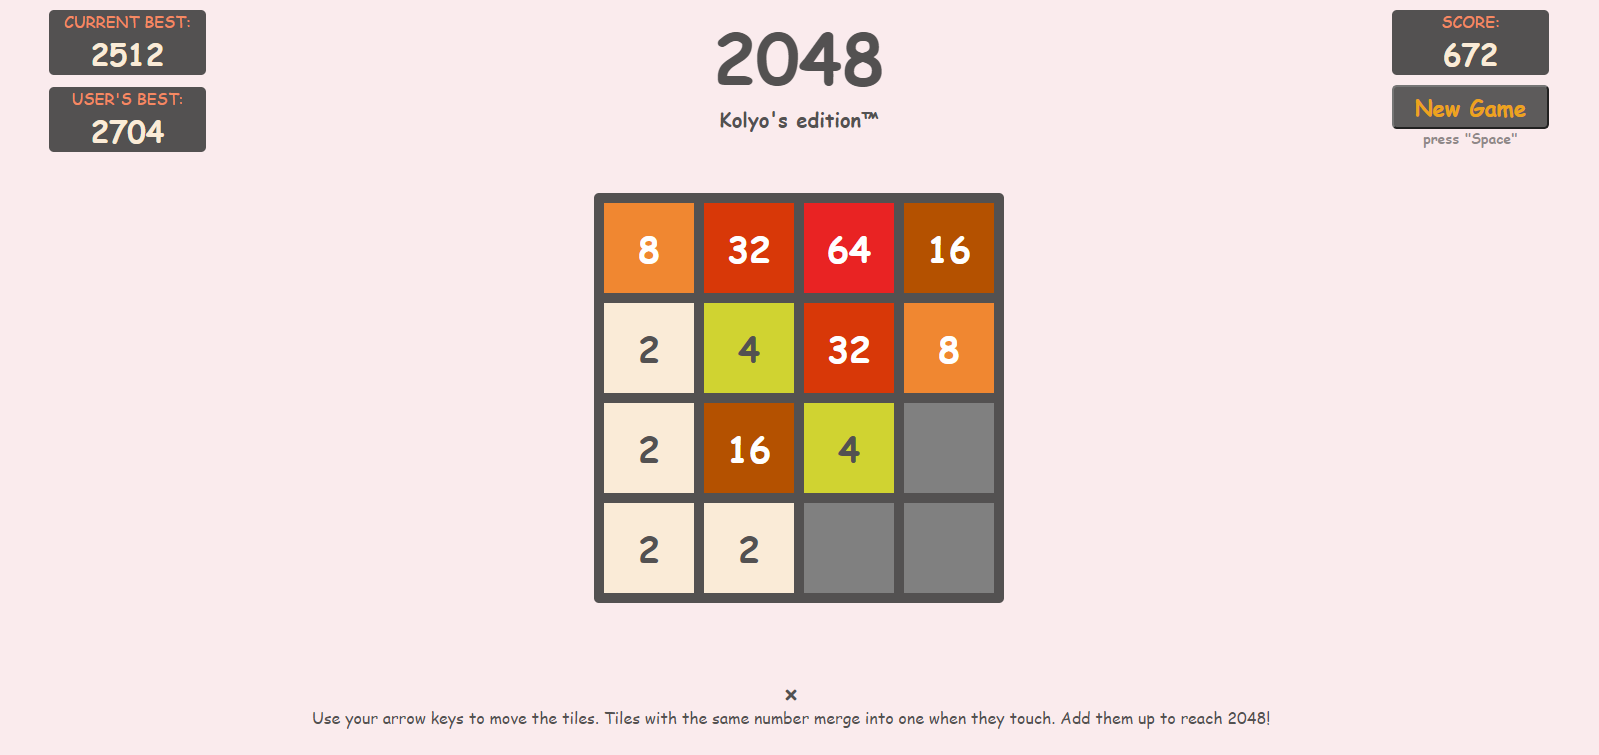 CURRENT BEST:
2512
USER'S BEST:
2704
2048
Kolyo's edition™
SCORE:
672
New Game
press "Space"
8 32 64 16
2 4 32 8
2 16 4
2 2
×
Use your arrow keys to move the tiles. Tiles with the same number merge into one when they touch. Add them up to reach 2048!